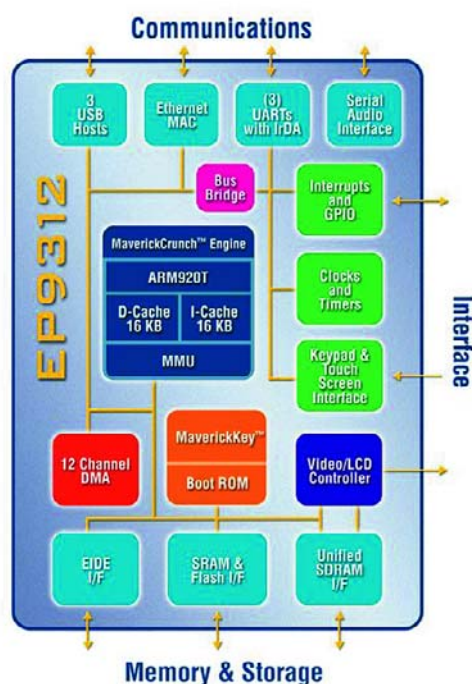 Communications
3
USB
Hosts
Ethernet
MAC
(3)
UARTs
with IrDA
Serial
Audio
Interface
EP9312
Bus
Bridge
Interrupts
and
GPIO
MaverickCrunch™ Engine
ARM920T
D-Cache
16 KB
I-Cache
16 KB
MMU
Clocks
and
Timers
Keypad &
Touch
Screen
Interface
Interface
12 Channel
DMA
MaverickKey™
Boot ROM
Video/LCD
Controller
EIDE
I/F
SRAM &
Flash I/F
Unified
SDRAM
I/F
Memory & Storage